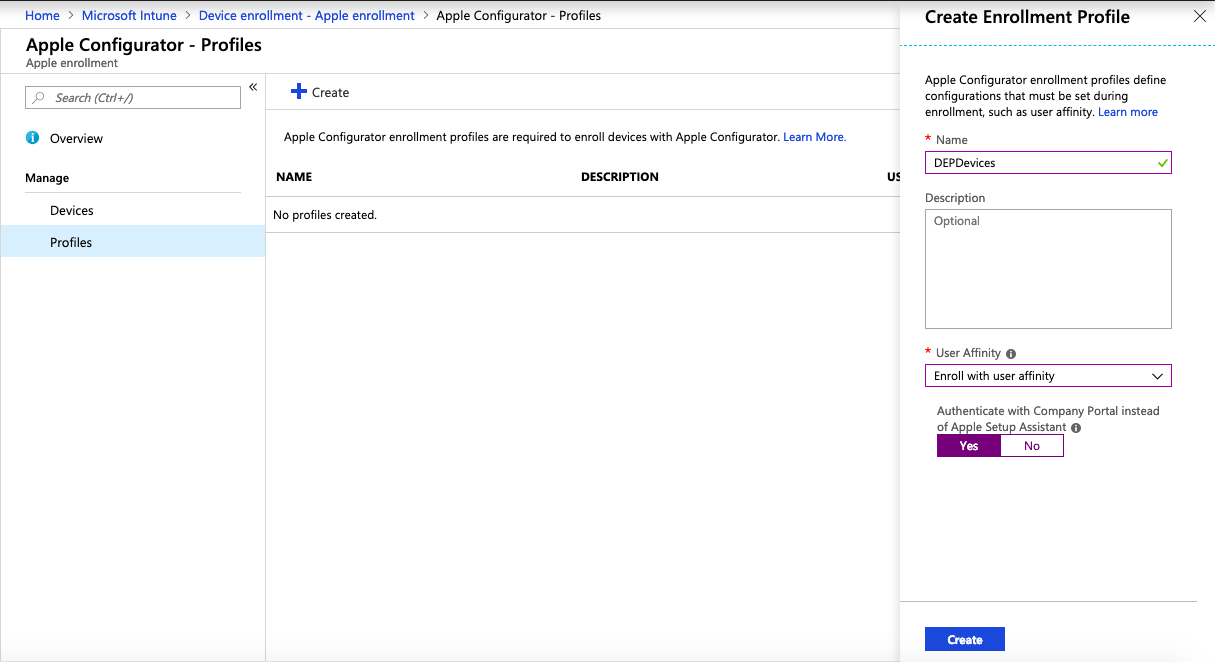 Home > Microsoft Intune > Device enrollment - Apple enrollment > Apple Configurator - Profiles
Apple Configurator - Profiles
Apple enrollment
Search (Ctrl+/)
«
Overview
Manage
Devices
Profiles
Create
Apple Configurator enrollment profiles are required to enroll devices with Apple Configurator. Learn More.
NAME DESCRIPTION US
No profiles created.
Create Enrollment Profile
Apple Configurator enrollment profiles define
configurations that must be set during
enrollment, such as user affinity. Learn more
* Name
DEPDevices
Description
Optional
* User Affinity
Enroll with user affinity
Authenticate with Company Portal instead
of Apple Setup Assistant
Yes No
Create